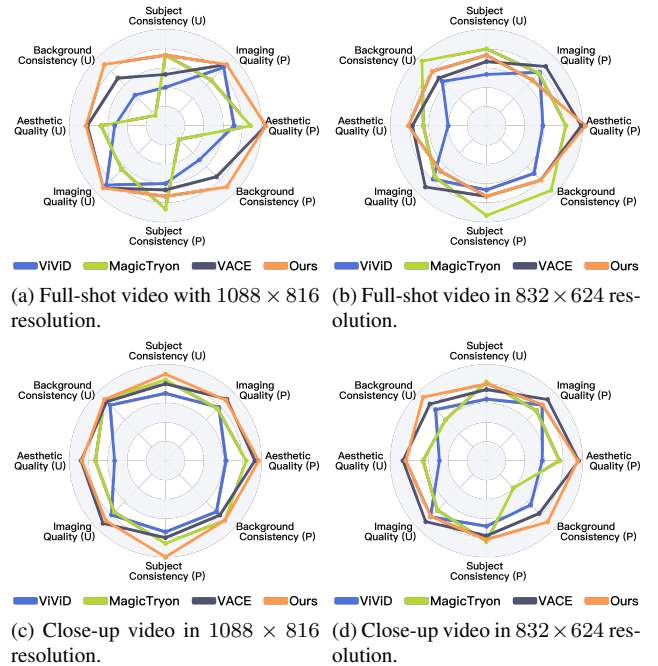 Subject
Consistency (U)
Background
Consistency (U)
Imaging
Quality (P)
Aesthetic
Quality (U)
Aesthetic
Quality (P)
Imaging
Quality (U)
Background
Consistency (P)
Subject
Consistency (P)
ViViD MagicTryon VACE Ours
(a) Full-shot video with 1088 × 816
resolution.
Subject
Consistency (U)
Background
Consistency (U)
Imaging
Quality (P)
Aesthetic
Quality (U)
Aesthetic
Quality (P)
Imaging
Quality (U)
Background
Consistency (P)
Subject
Consistency (P)
ViViD MagicTryon VACE Ours
(b) Full-shot video in 832×624 res-
olution.
Subject
Consistency (U)
Background
Consistency (U)
Imaging
Quality (P)
Aesthetic
Quality (U)
Aesthetic
Quality (P)
Imaging
Quality (U)
Background
Consistency (P)
Subject
Consistency (P)
ViViD MagicTryon VACE Ours
(c) Close-up video in 1088 × 816
resolution.
Subject
Consistency (U)
Background
Consistency (U)
Imaging
Quality (P)
Aesthetic
Quality (U)
Aesthetic
Quality (P)
Imaging
Quality (U)
Background
Consistency (P)
Subject
Consistency (P)
ViViD MagicTryon VACE Ours
(d) Close-up video in 832×624 res-
olution.